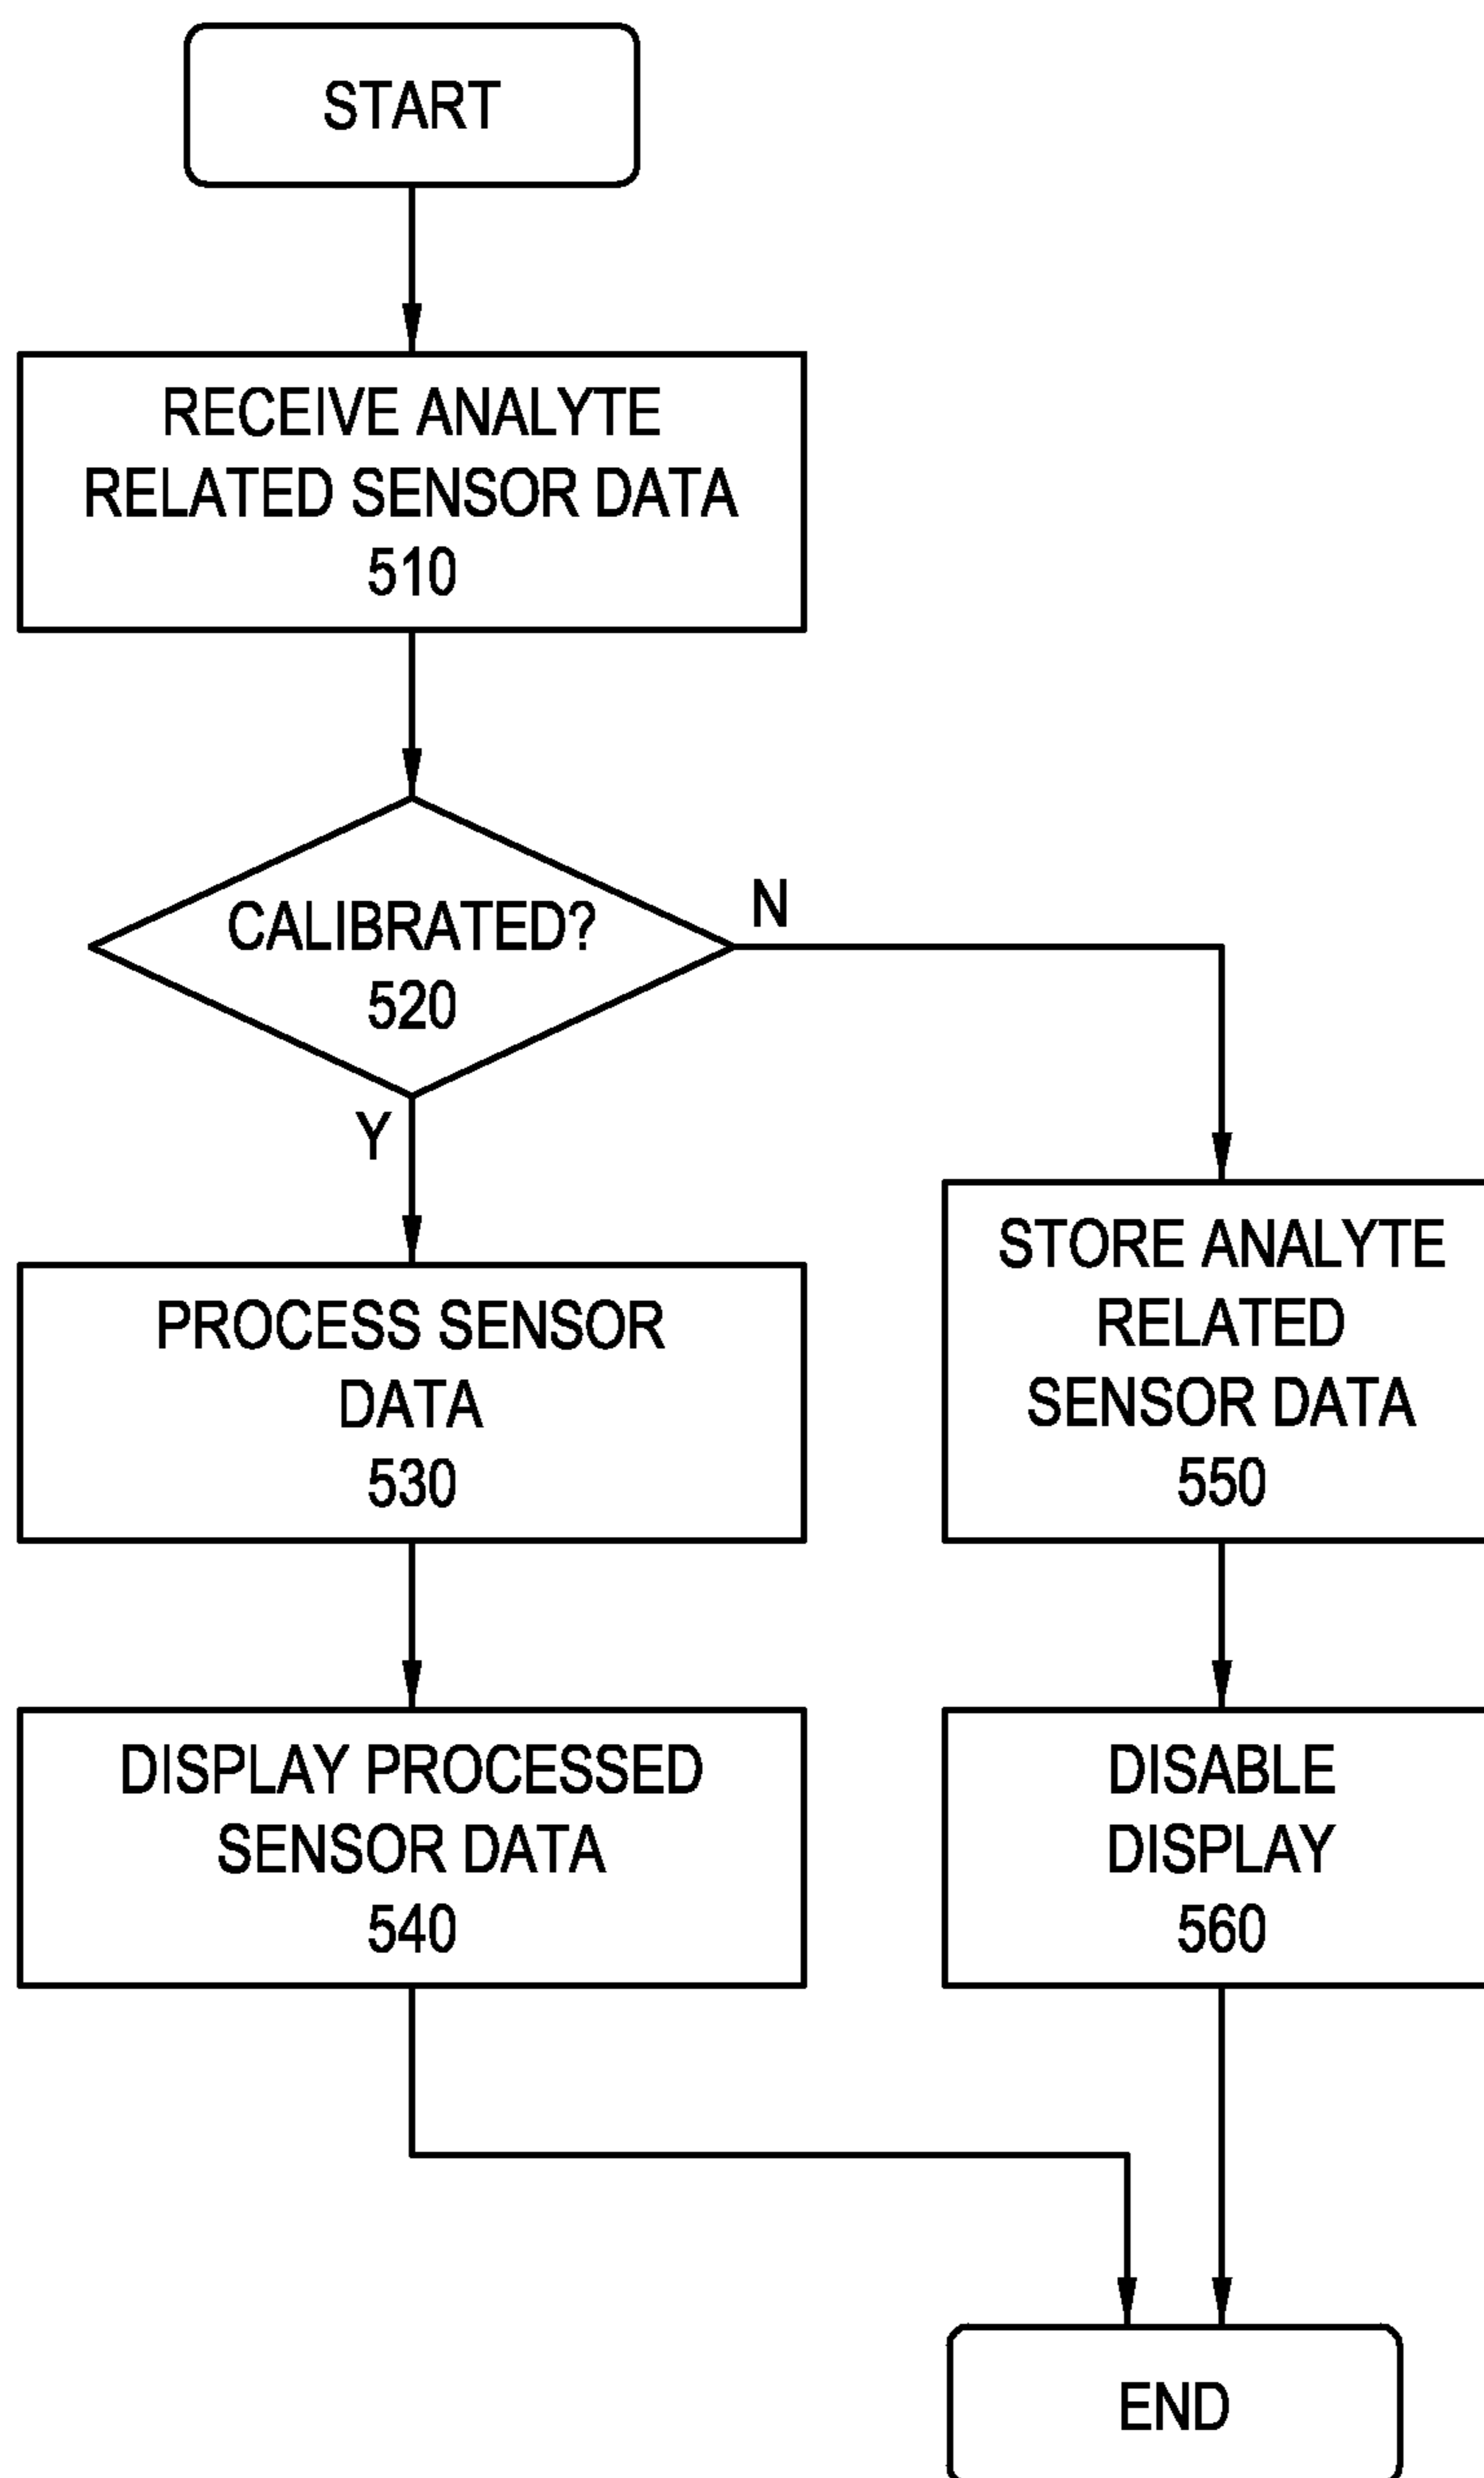 START
RECEIVE ANALYTE
RELATED SENSOR DATA
510
CALIBRATED?
520
N
Y
PROCESS SENSOR
DATA
530
STORE ANALYTE
RELATED
SENSOR DATA
550
DISPLAY PROCESSED
SENSOR DATA
540
DISABLE
DISPLAY
560
END